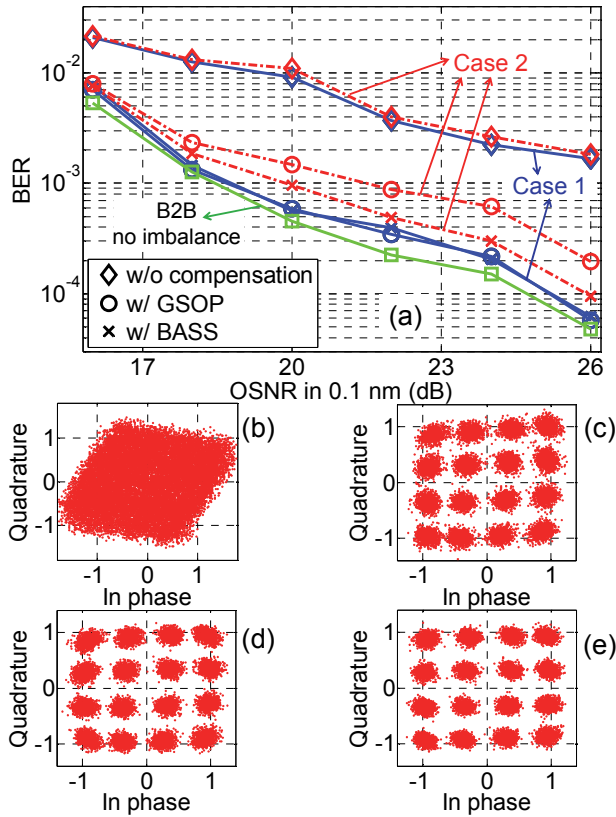 10^-2
10^-3
10^-4
BER
Case 2
Case 1
B2B
no imbalance
w/o compensation
w/ GSOP
w/ BASS
(a)
17 20 23 26
OSNR in 0.1 nm (dB)
(b)
Quadrature
1
0
-1
-1 0 1
In phase
(c)
Quadrature
1
0
-1
-1 0 1
In phase
(d)
Quadrature
1
0
-1
-1 0 1
In phase
(e)
Quadrature
1
0
-1
-1 0 1
In phase